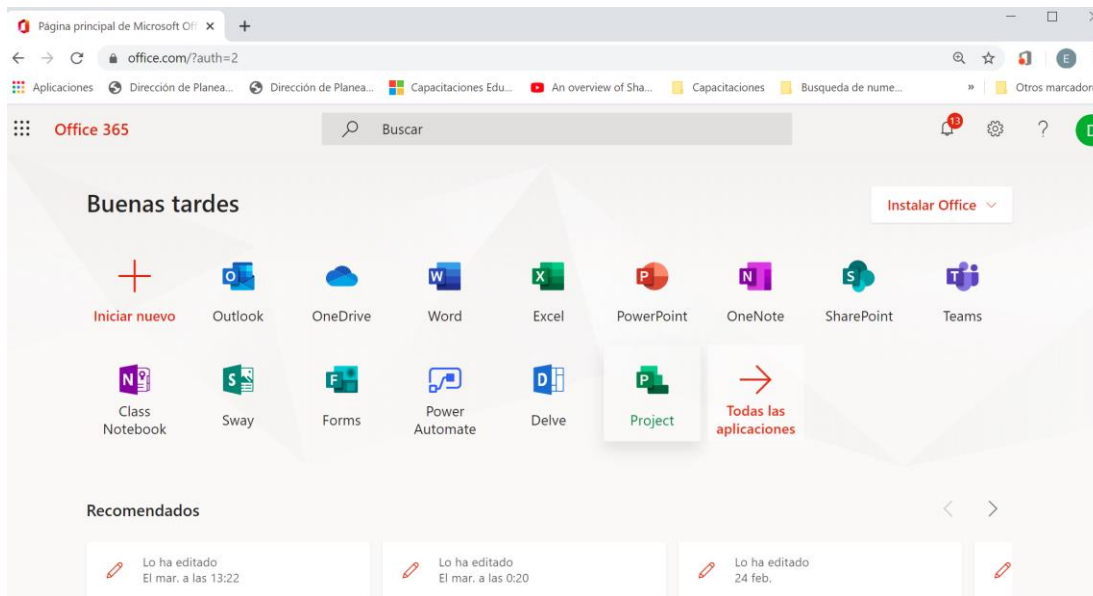 Página principal de Microsoft Off
office.com/?auth=2
E
Aplicaciones Dirección de Planea... Dirección de Planea... Capacitaciones Edu... An overview of Sha... Capacitaciones Busqueda de nume... » Otros marcadore
Office 365 Buscar 13 ? D
Buenas tardes
Instalar Office
Iniciar nuevo Outlook OneDrive Word Excel PowerPoint OneNote SharePoint Teams
Class Notebook Sway Forms Power Automate Delve Project Todas las aplicaciones
Recomendados
Lo ha editado Lo ha editado Lo ha editado
El mar. a las 13:22 El mar. a las 0:20 24 feb.